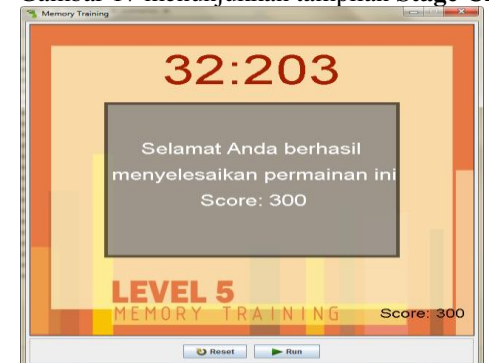 Memory Training
32:203
Selamat Anda berhasil
menyelesaikan permainan ini
Score: 300
LEVEL 5
MEMORY TRAINING
Score: 300
Reset
Run